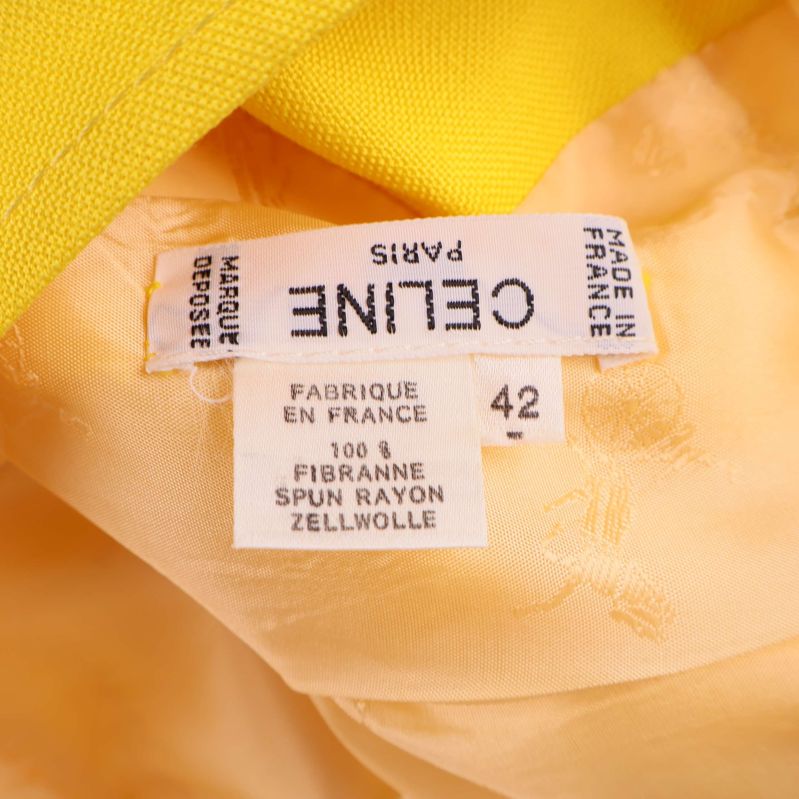 CELINE
PARIS
MADE IN
FRANCE
MARQUE
DEPOSEE
FABRIQUE
EN FRANCE
100 %
FIBRANNE
SPUN RAYON
ZELLWOLLE
42